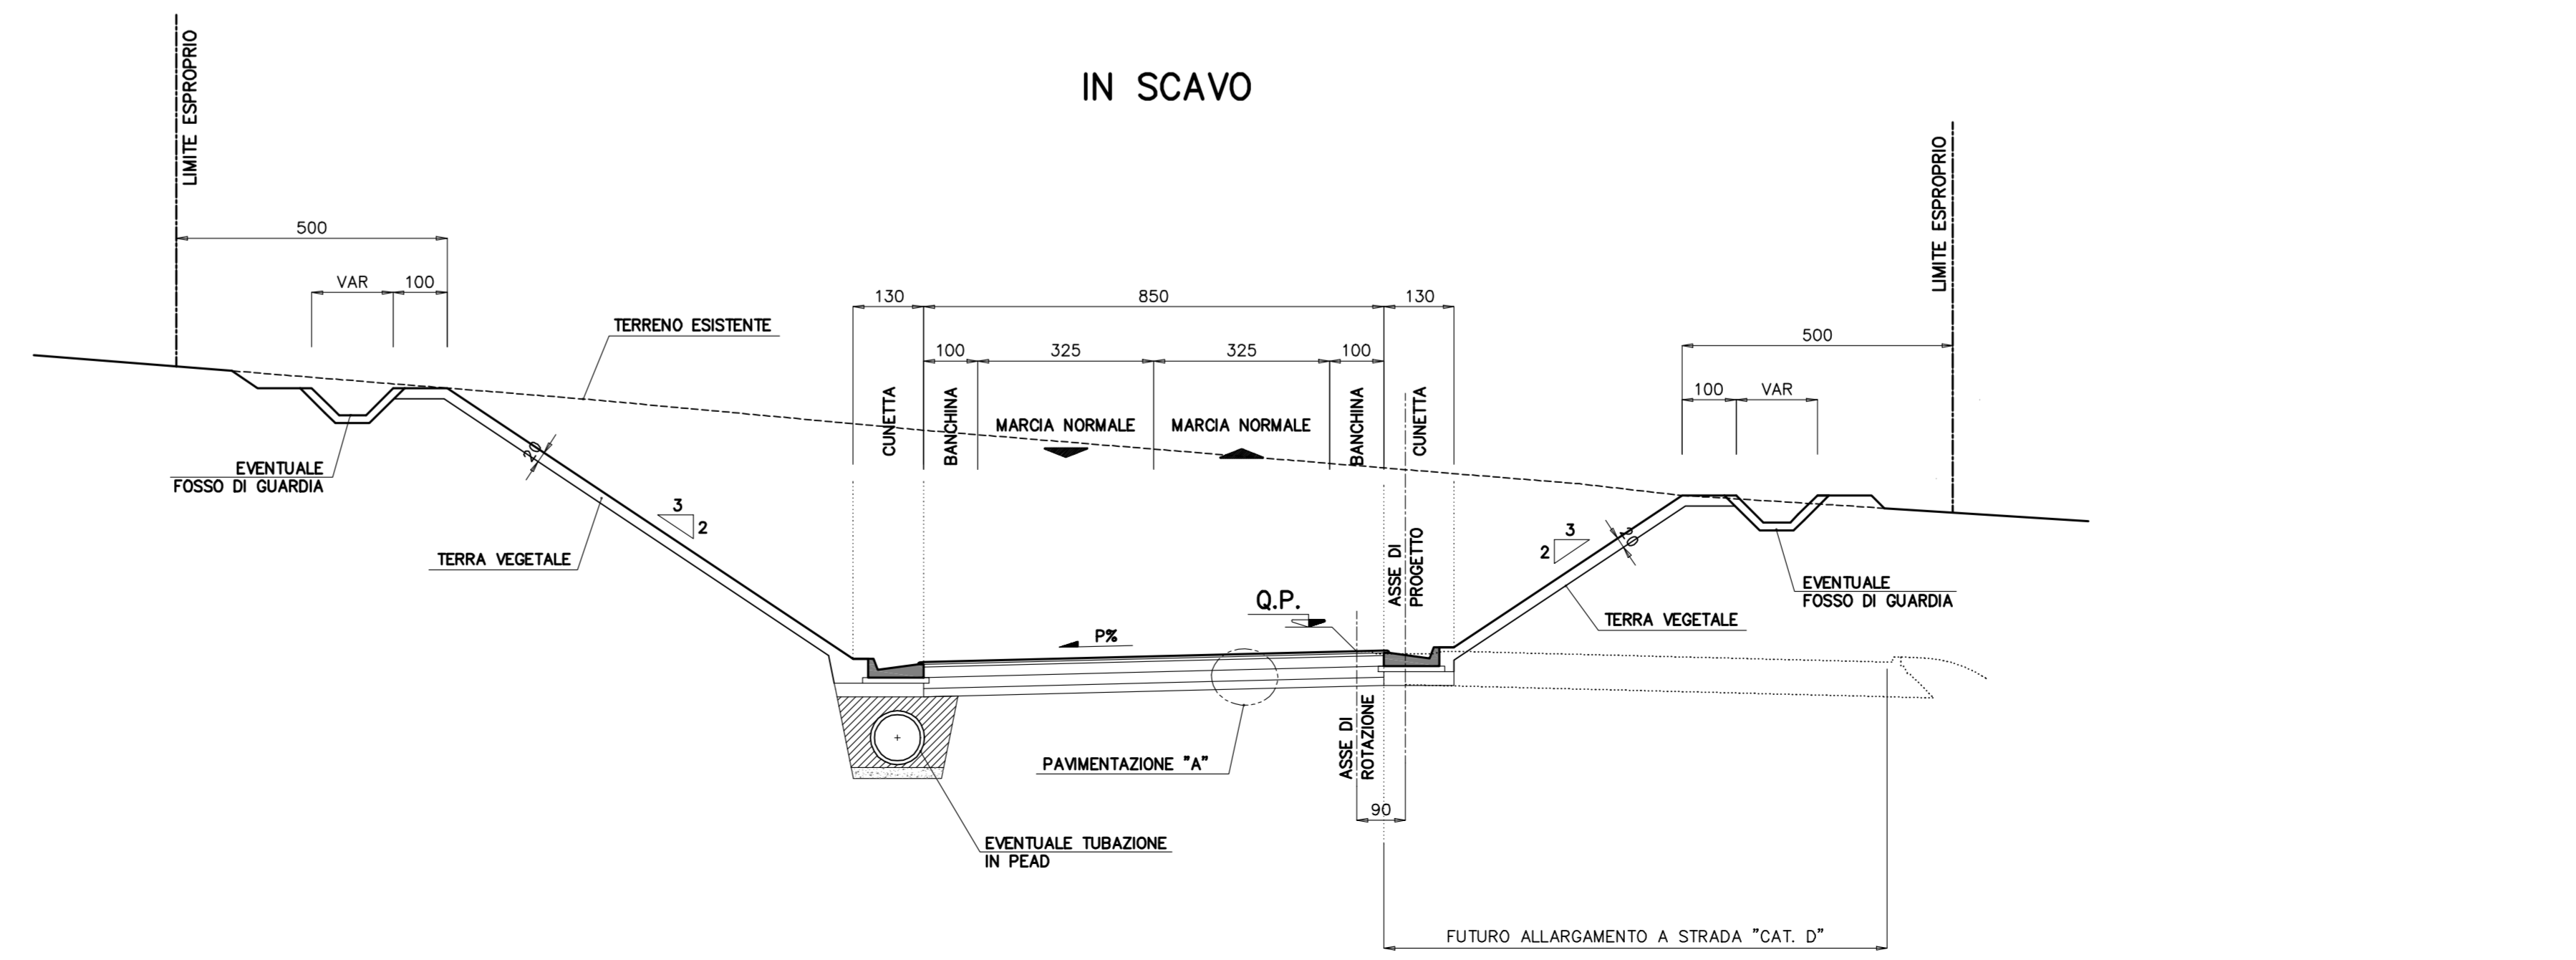 IN SCAVO
LIMITE ESPROPRIO
LIMITE ESPROPRIO
500
VAR
100
TERRENO ESISTENTE
130
850
130
100
325
325
100
500
100
VAR
CUNETTA
BANCHINA
MARCIA NORMALE
MARCIA NORMALE
BANCHINA
CUNETTA
EVENTUALE
FOSSO DI GUARDIA
20
3
2
TERRA VEGETALE
ASSE DI
PROGETTO
3
2
20
EVENTUALE
FOSSO DI GUARDIA
TERRA VEGETALE
Q.P.
P%
ASSE DI
ROTAZIONE
PAVIMENTAZIONE "A"
90
EVENTUALE TUBAZIONE
IN PEAD
FUTURO ALLARGAMENTO A STRADA "CAT. D"